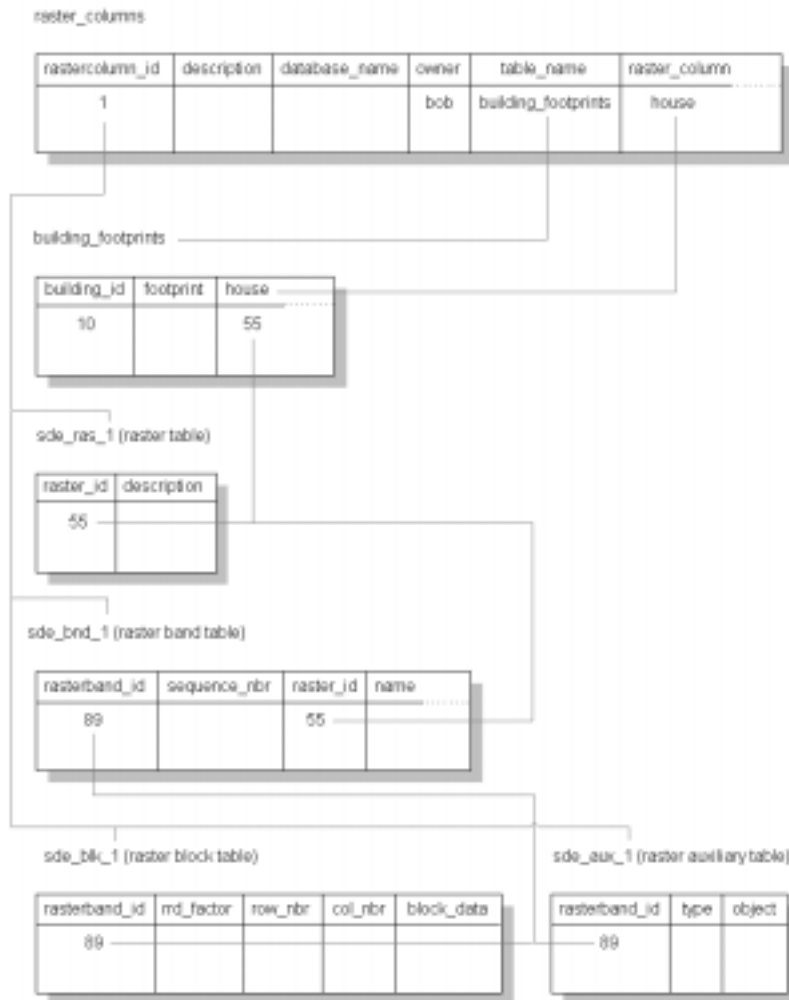 raster_columns
rastercolumn_id description database_name owner table_name raster_column
1 bob building_footprints house
building_footprints
building_id footprint house
10 55
sde_ras_1 (raster table)
raster_id description
55
sde_bnd_1 (raster band table)
rasterband_id sequence_nbr raster_id name
89 55
sde_blk_1 (raster block table) sde_aux_1 (raster auxiliary table)
rasterband_id rrd_factor row_nbr col_nbr block_data rasterband_id type object
89 89